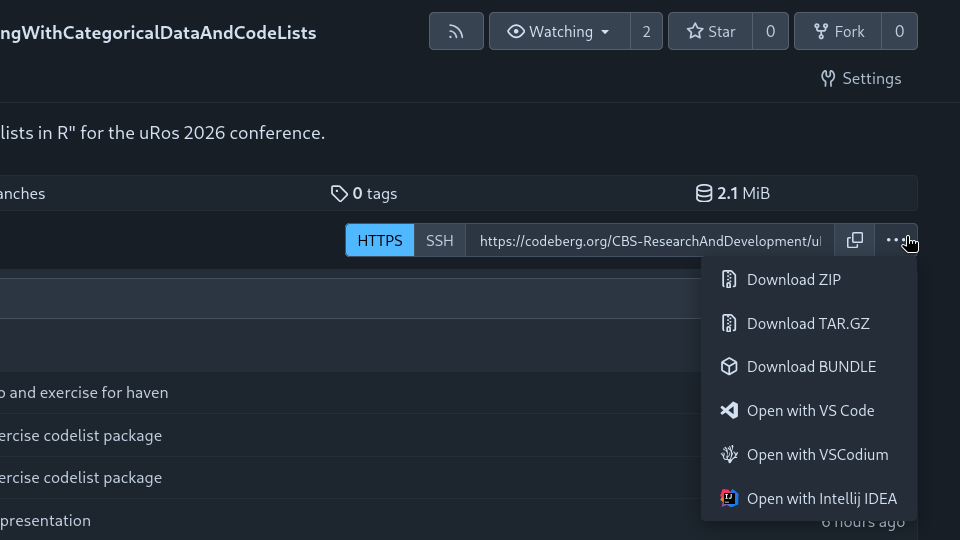 ngWithCategoricalDataAndCodeLists
Watching 2
Star 0
Fork 0
Settings
lists in R" for the uRos 2026 conference.
anches
0 tags
2.1 MiB
HTTPS SSH https://codeberg.org/CBS-ResearchAndDevelopment/u
Download ZIP
Download TAR.GZ
Download BUNDLE
o and exercise for haven
Open with VS Code
ercise codelist package
Open with VSCodium
ercise codelist package
Open with Intellij IDEA
presentation
6 hours ago